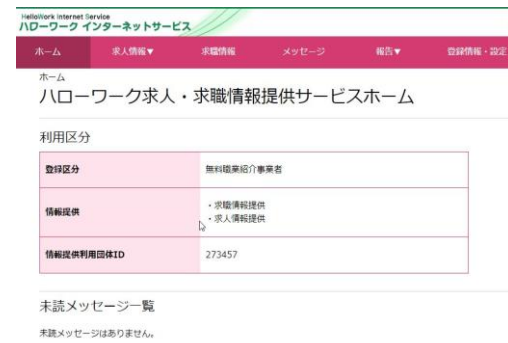 HelloWork Internet Service
ハローワーク インターネットサービス
ホーム 求人情報▼ 求職情報 メッセージ 報告▼ 登録情報・設定
ホーム
ハローワーク求人・求職情報提供サービスホーム
利用区分
登録区分 無料職業紹介事業者
情報提供 ・求職情報提供
・求人情報提供
情報提供利用団体ID 273457
未読メッセージ一覧
未読メッセージはありません。